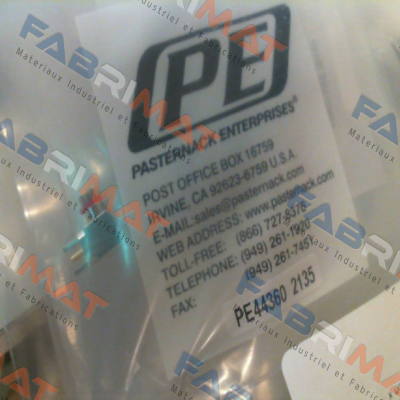 PE
PASTERNACK ENTERPRISES®
POST OFFICE BOX 16759
IRVINE, CA 92623-6759 U.S.A.
E-MAIL:sales@pasternack.com
WEB ADDRESS: www.pasternack.com
TOLL-FREE: (866) 727-8376
TELEPHONE: (949) 261-1920
FAX: (949) 261-7451
PE44360 2135
FABRIMAT
Materiaux Industriel et Fabrications